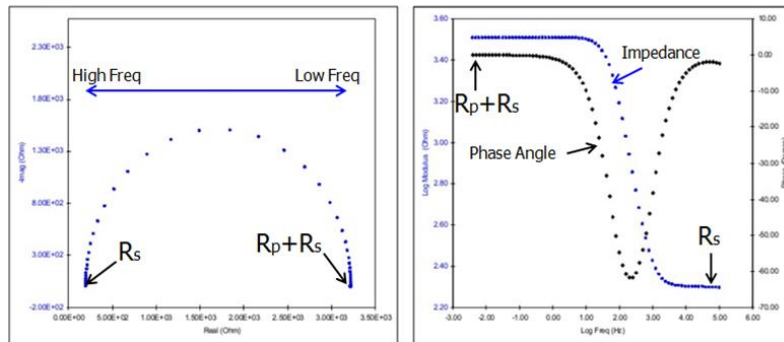 2.60E+03
2.30E+03
1.80E+03
1.30E+03
8.00E+02
3.00E+02
-2.00E+02
-Imag (Ohm)
High Freq
Low Freq
Rs
Rp+Rs
0.00E+00 5.00E+02 1.00E+03 1.50E+03 2.00E+03 2.50E+03 3.00E+03 3.50E+03
Real (Ohm)
3.60
3.40
3.20
3.00
2.80
2.60
2.40
2.20
Log Modulus (Ohm)
Impedance
Rp+Rs
Phase Angle
Rs
10.00
0.00
-10.00
-20.00
-30.00
-40.00
-50.00
-60.00
-70.00
-3.00 -2.00 -1.00 0.00 1.00 2.00 3.00 4.00 5.00 6.00
Log Freq (Hz)